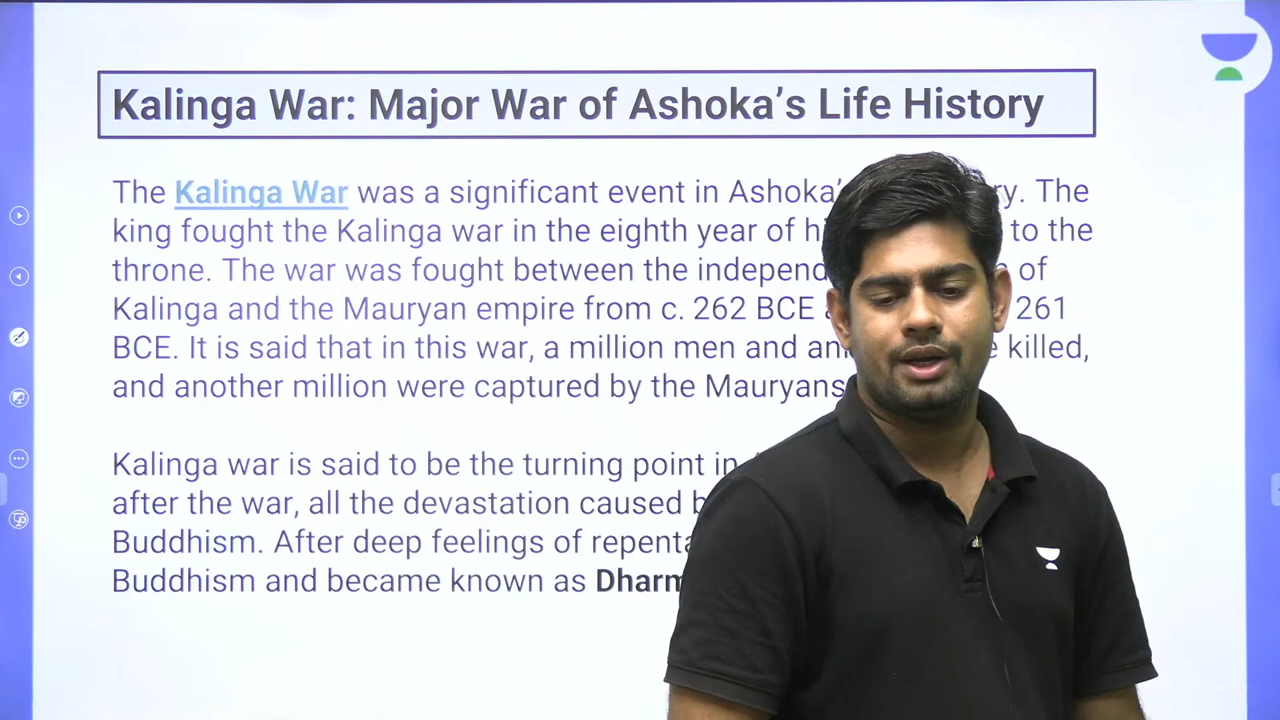 Kalinga War: Major War of Ashoka's Life History
The Kalinga War was a significant event in Ashoka' The
king fought the Kalinga war in the eighth year of to the
throne. The war was fought between the of
Kalinga and the Mauryan empire from c. 262 BCE 261
BCE. It is said that in this war, a million men and killed,
and another million were captured by the Mauryans
Kalinga war is said to be the turning point in
after the war, all the devastation caused
Buddhism. After deep feelings of
Buddhism and became known as